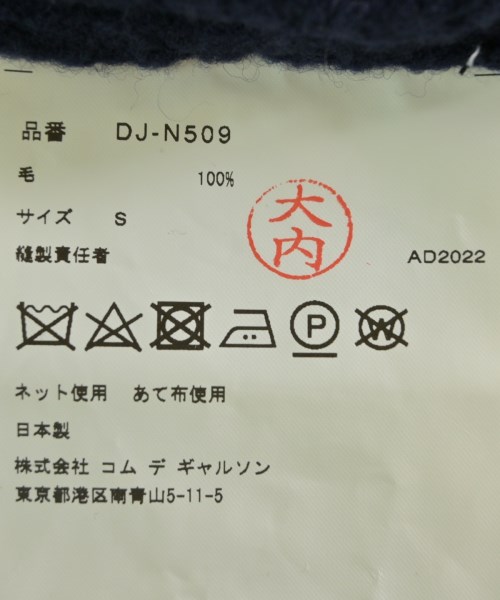 品番 DJ-N509
毛 100%
サイズ S
縫製責任者 大内 AD2022
P W
ネット使用 あて布使用
日本製
株式会社 コム デ ギャルソン
東京都港区南青山5-11-5